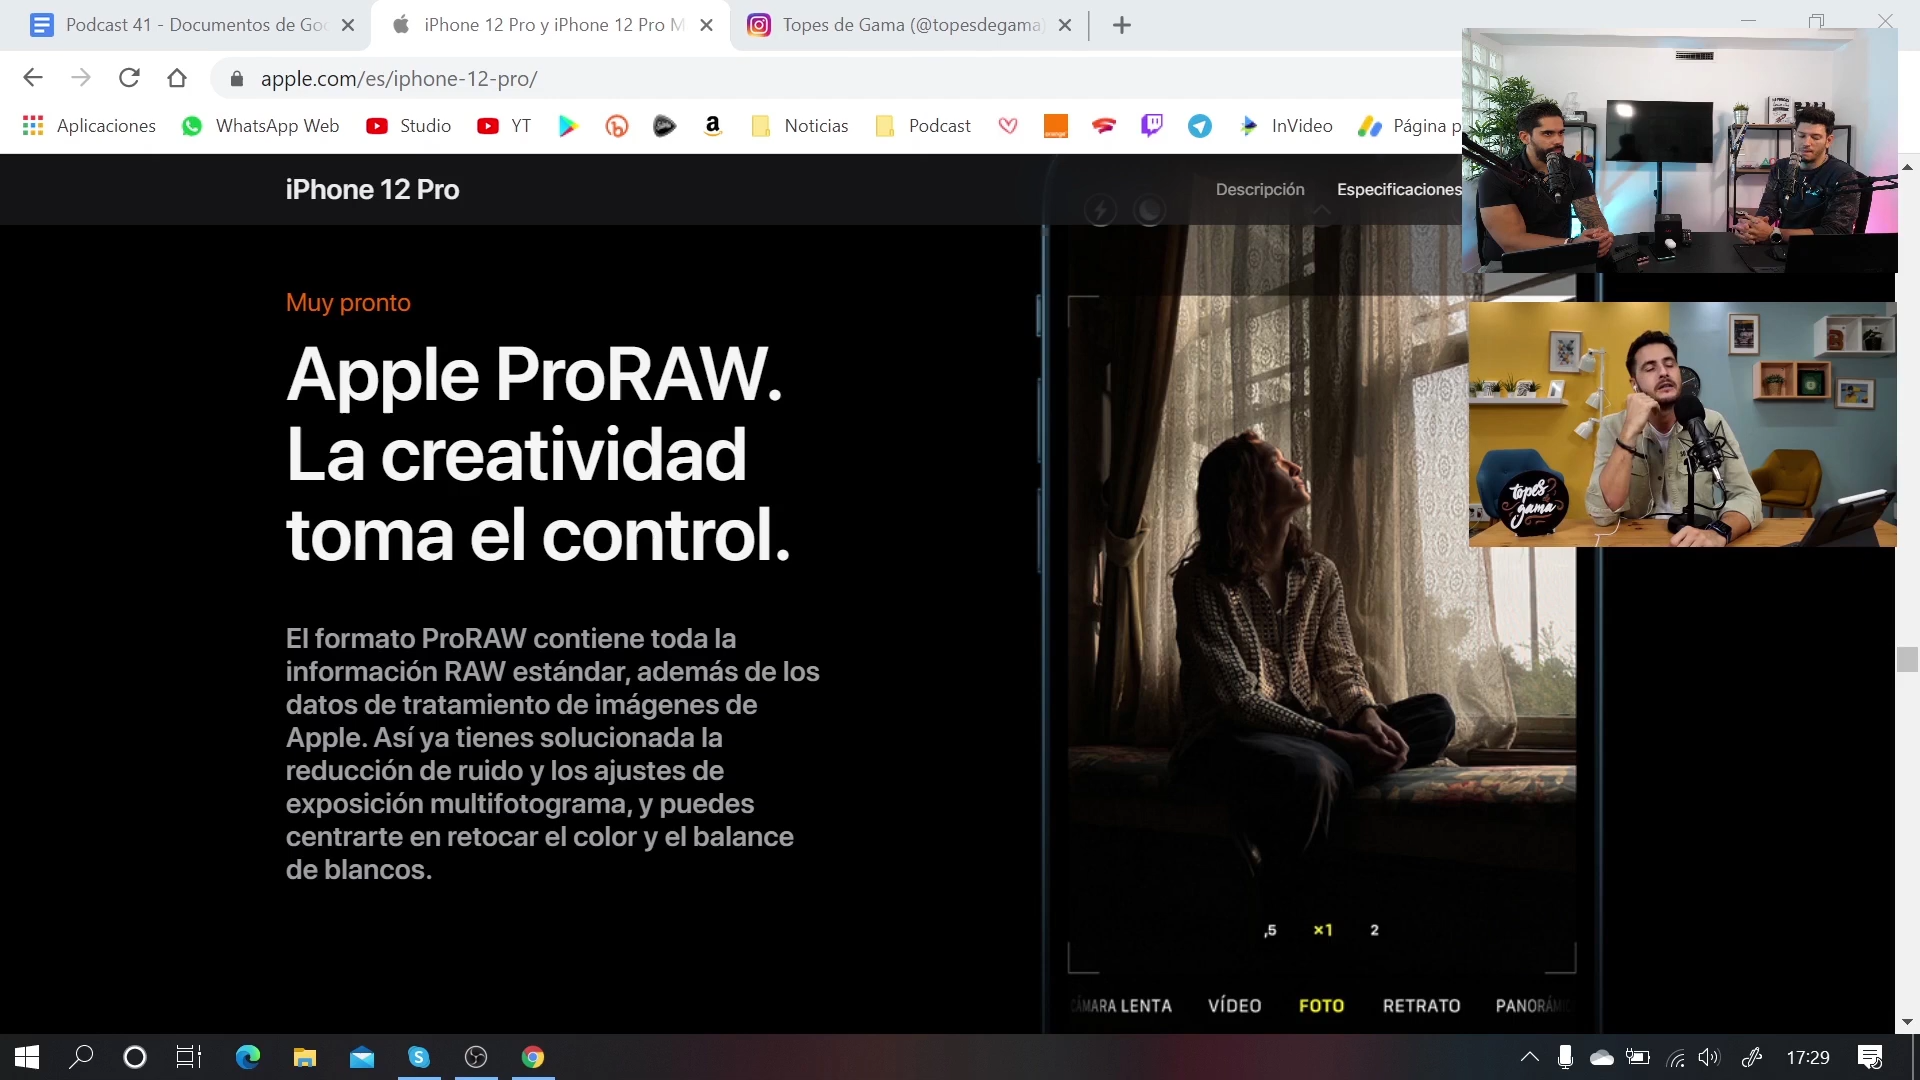 Podcast 41 - Documentos de Goo
iPhone 12 Pro y iPhone 12 Pro M
Topes de Gama (@topesdegama)
apple.com/es/iphone-12-pro/
Aplicaciones
WhatsApp Web
Studio
YT
Noticias
Podcast
InVideo
Página p
iPhone 12 Pro
Descripción
Especificaciones
Muy pronto
Apple ProRAW.
La creatividad
toma el control.
El formato ProRAW contiene toda la
información RAW estándar, además de los
datos de tratamiento de imágenes de
Apple. Así ya tienes solucionada la
reducción de ruido y los ajustes de
exposición multifotograma, y puedes
centrarte en retocar el color y el balance
de blancos.
topes
de
gama
,5 ×1 2
CÁMARA LENTA VÍDEO FOTO RETRATO PANORÁMIC
17:29